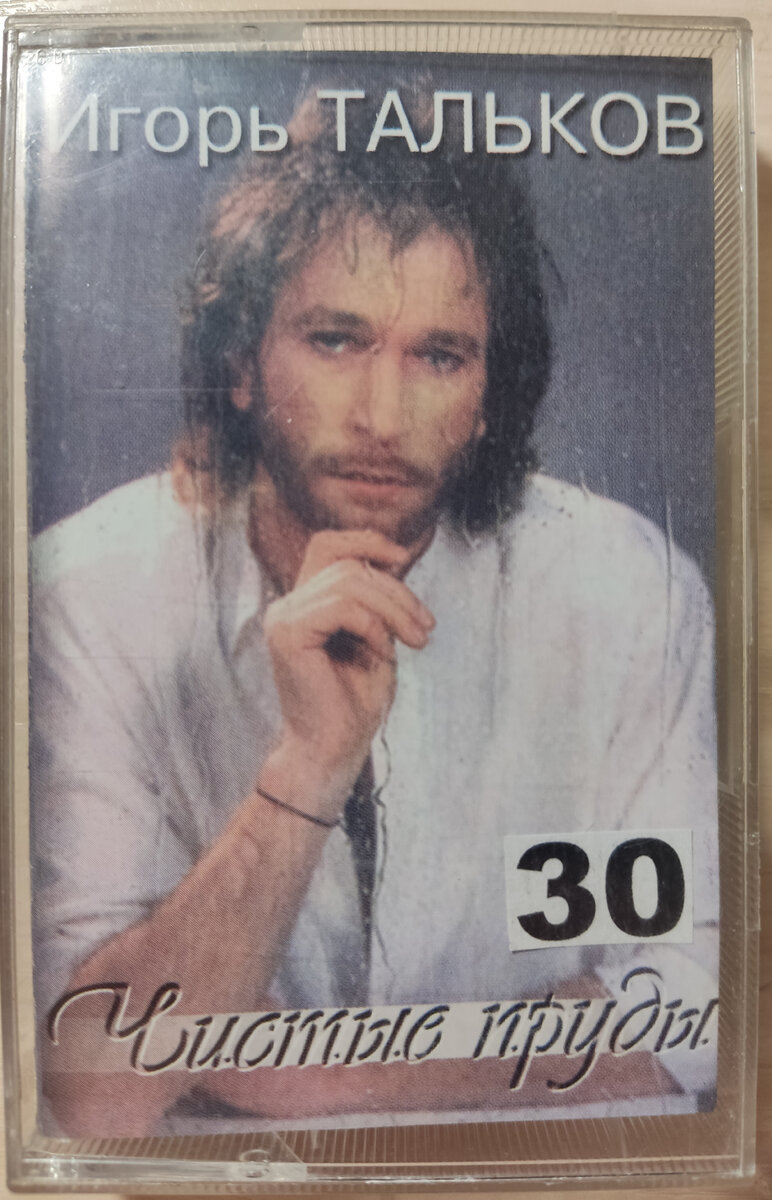 Игорь ТАЛЬКОВ
30
Чистые пруды